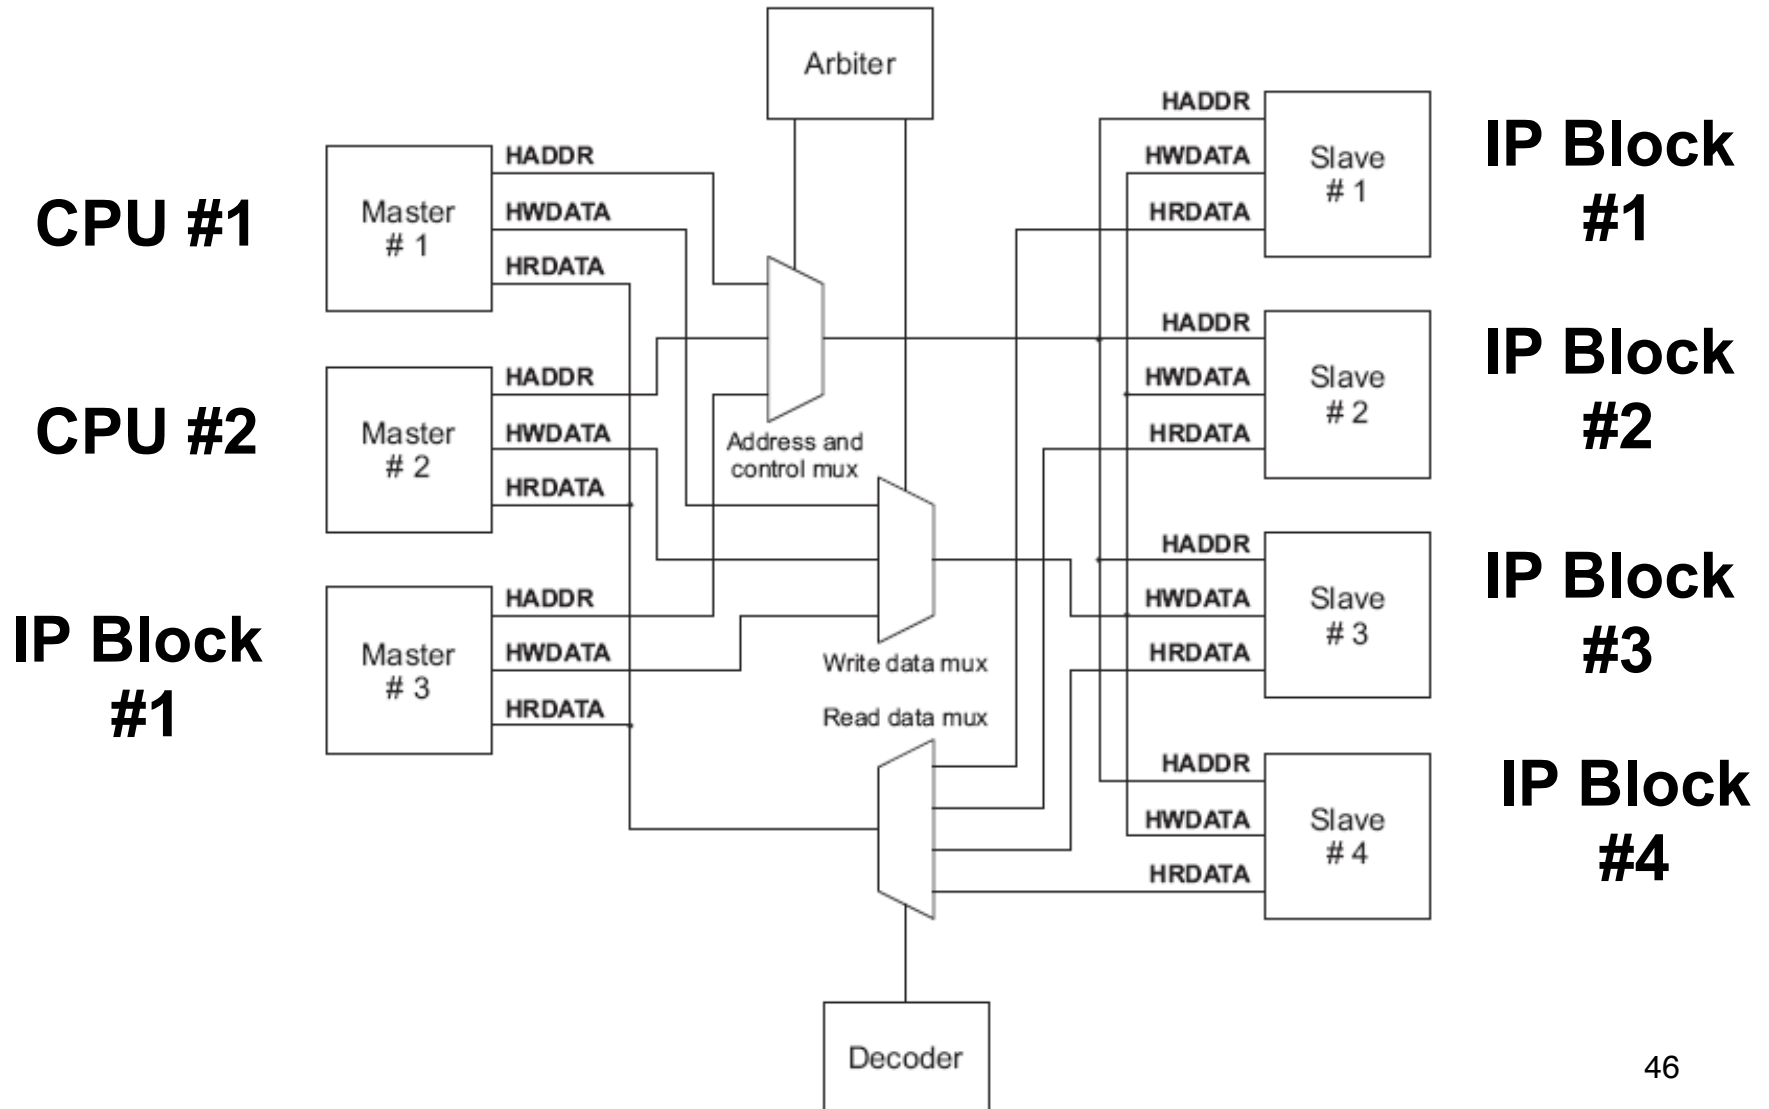 Arbiter
CPU #1
Master
# 1
HADDR
HWDATA
HRDATA
CPU #2
Master
# 2
HADDR
HWDATA
HRDATA
IP Block
#1
Master
# 3
HADDR
HWDATA
HRDATA
Address and
control mux
Write data mux
Read data mux
HADDR
HWDATA
HRDATA
Slave
# 1
IP Block
#1
HADDR
HWDATA
HRDATA
Slave
# 2
IP Block
#2
HADDR
HWDATA
HRDATA
Slave
# 3
IP Block
#3
HADDR
HWDATA
HRDATA
Slave
# 4
IP Block
#4
Decoder
46